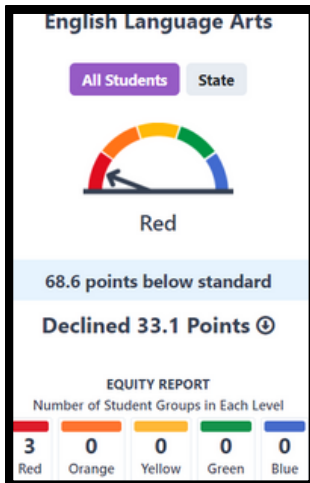 English Language Arts
All Students State
Red
68.6 points below standard
Declined 33.1 Points
EQUITY REPORT
Number of Student Groups in Each Level
3 0 0 0 0
Red Orange Yellow Green Blue